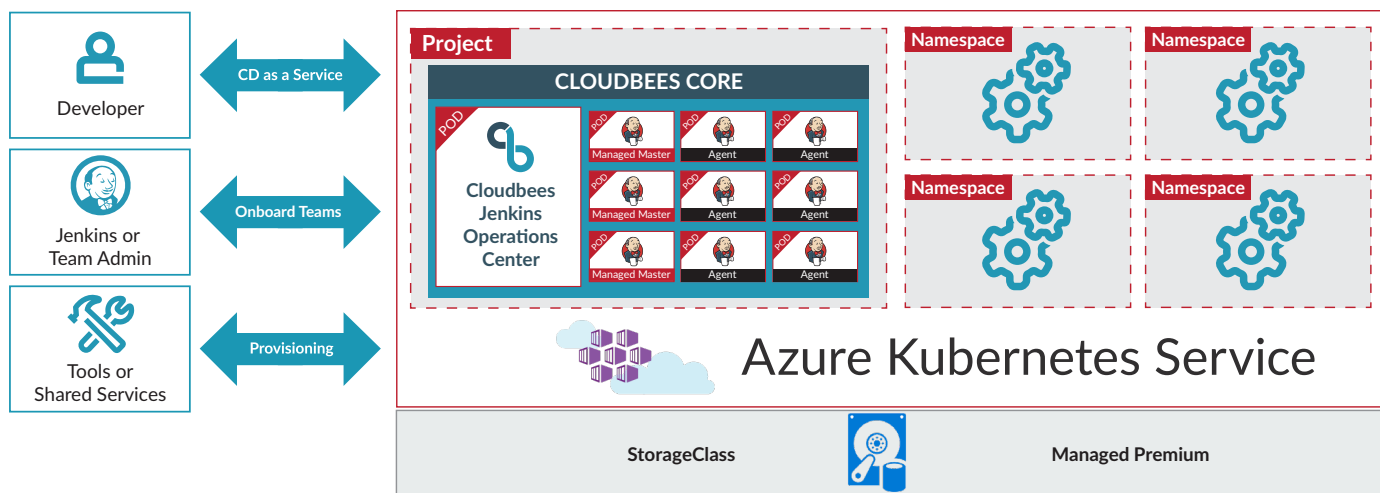 Developer
Jenkins or
Team Admin
Tools or
Shared Services
CD as a Service
Onboard Teams
Provisioning
Project
CLOUDBEES CORE
POD
Cloudbees
Jenkins
Operations
Center
POD
Managed Master
POD
Agent
POD
Agent
POD
Managed Master
POD
Agent
POD
Agent
POD
Managed Master
POD
Agent
POD
Agent
Namespace
Namespace
Namespace
Namespace
Azure Kubernetes Service
StorageClass
Managed Premium